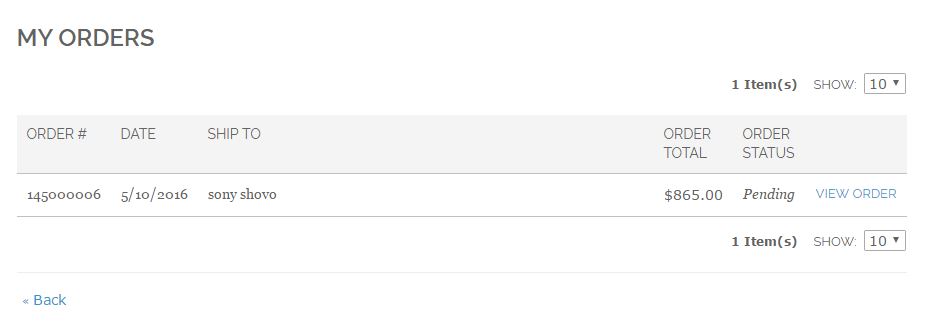 MY ORDERS
1 Item(s) SHOW: 10
ORDER # DATE SHIP TO ORDER TOTAL ORDER STATUS
145000006 5/10/2016 sony shovo $865.00 Pending VIEW ORDER
1 Item(s) SHOW: 10
« Back